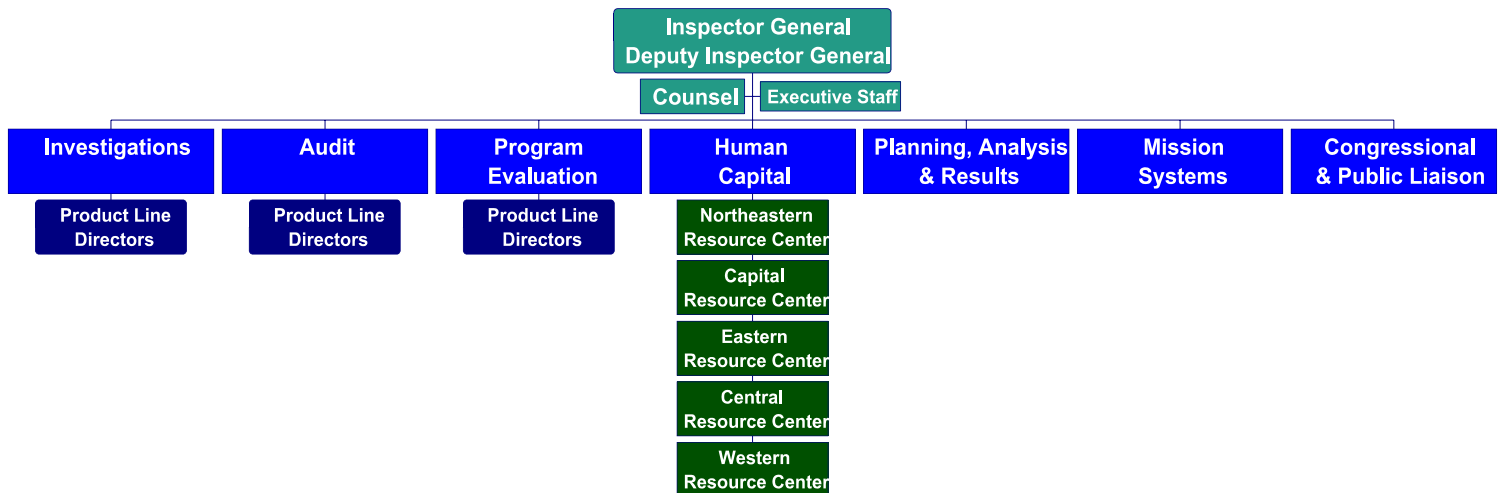 Inspector General
Deputy Inspector General
Counsel
Executive Staff
Investigations
Audit
Program
Evaluation
Human
Capital
Planning, Analysis
& Results
Mission
Systems
Congressional
& Public Liaison
Product Line
Directors
Product Line
Directors
Product Line
Directors
Northeastern
Resource Center
Capital
Resource Center
Eastern
Resource Center
Central
Resource Center
Western
Resource Center